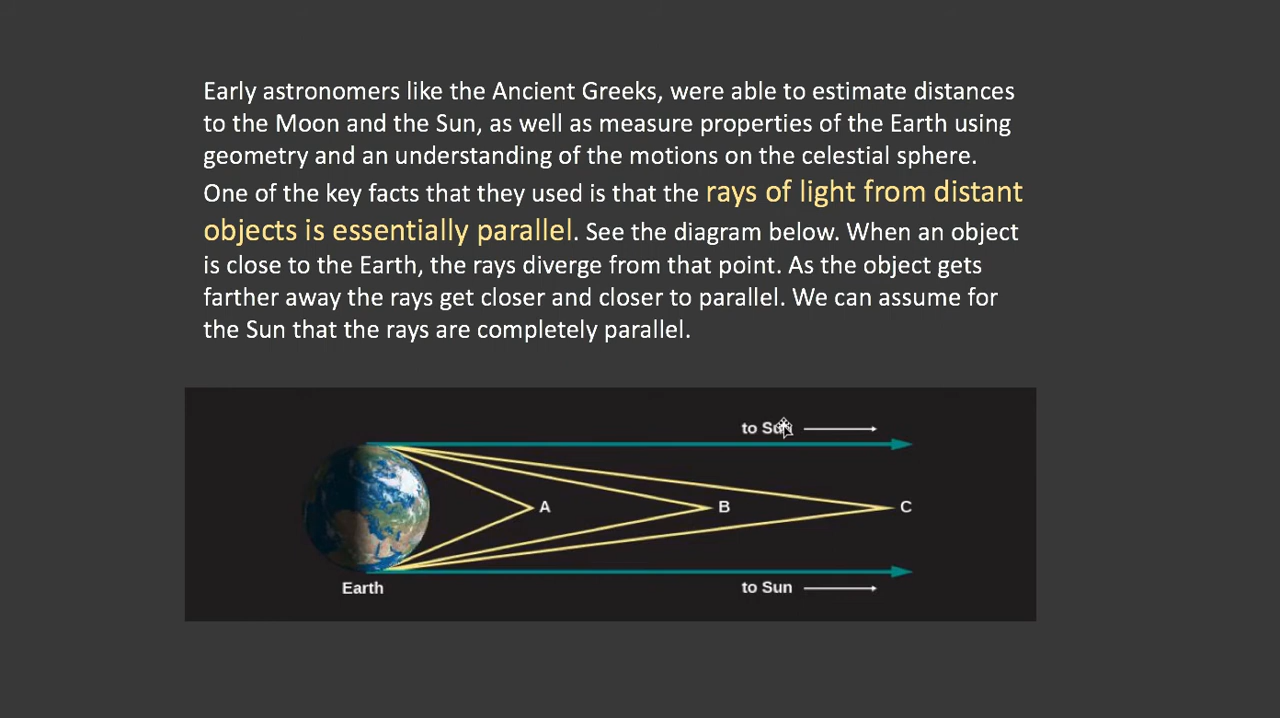 Early astronomers like the Ancient Greeks, were able to estimate distances
to the Moon and the Sun, as well as measure properties of the Earth using
geometry and an understanding of the motions on the celestial sphere.
One of the key facts that they used is that the rays of light from distant
objects is essentially parallel. See the diagram below. When an object
is close to the Earth, the rays diverge from that point. As the object gets
farther away the rays get closer and closer to parallel. We can assume for
the Sun that the rays are completely parallel.
to Sun
A
B
C
Earth
to Sun